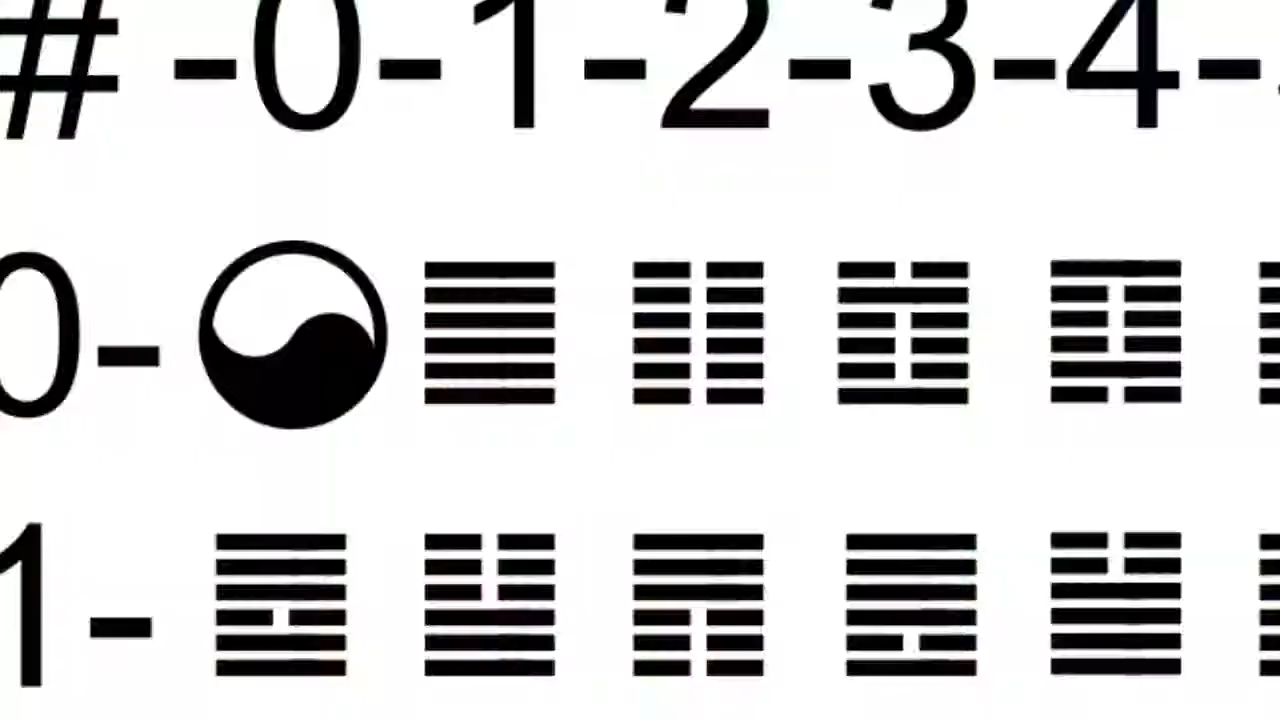 # -0-1-2-3-4-
0- ☯ ䷀ ䷁ ䷂ ䷃
1- ䷉ ䷊ ䷋ ䷌ ䷡